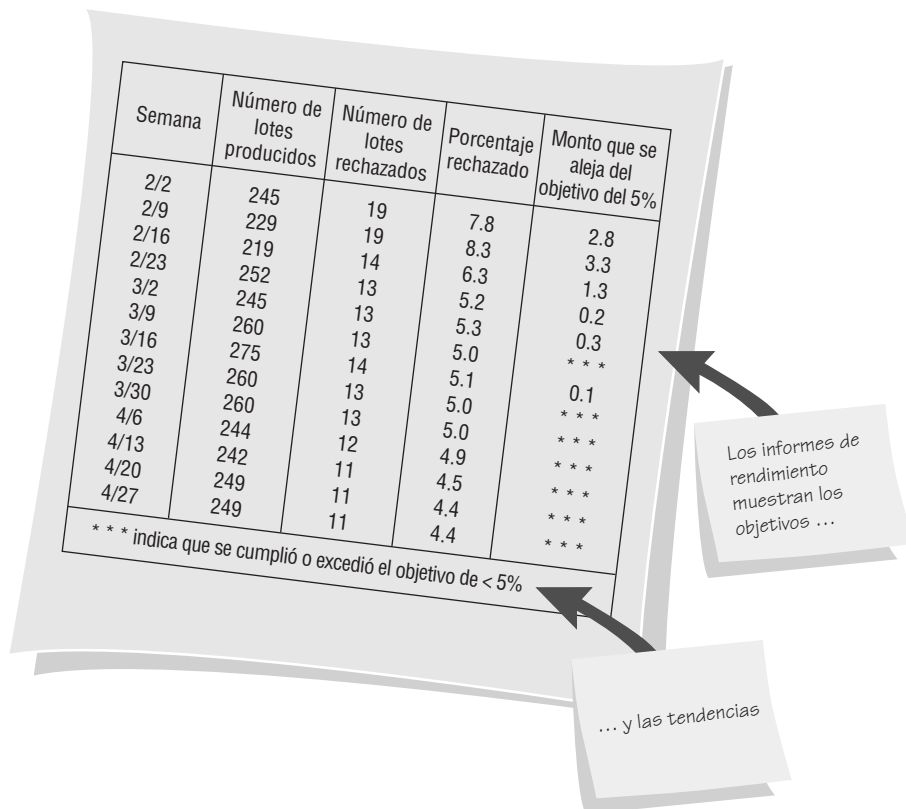 Semana
Número de
lotes
producidos
Número de
lotes
rechazados
Porcentaje
rechazado
Monto que se
aleja del
objetivo del 5%
2/2 245 19 7.8 2.8
2/9 229 19 8.3 3.3
2/16 219 14 6.3 1.3
2/23 252 13 5.2 0.2
3/2 245 13 5.3 0.3
3/9 260 13 5.0 * * *
3/16 275 14 5.1 0.1
3/23 260 13 5.0 * * *
3/30 260 13 5.0 * * *
4/6 244 12 4.9 * * *
4/13 242 11 4.5 * * *
4/20 249 11 4.4 * * *
4/27 249 11 4.4 * * *
* * * indica que se cumplió o excedió el objetivo de < 5%
Los informes de
rendimiento
muestran los
objetivos …
… y las tendencias